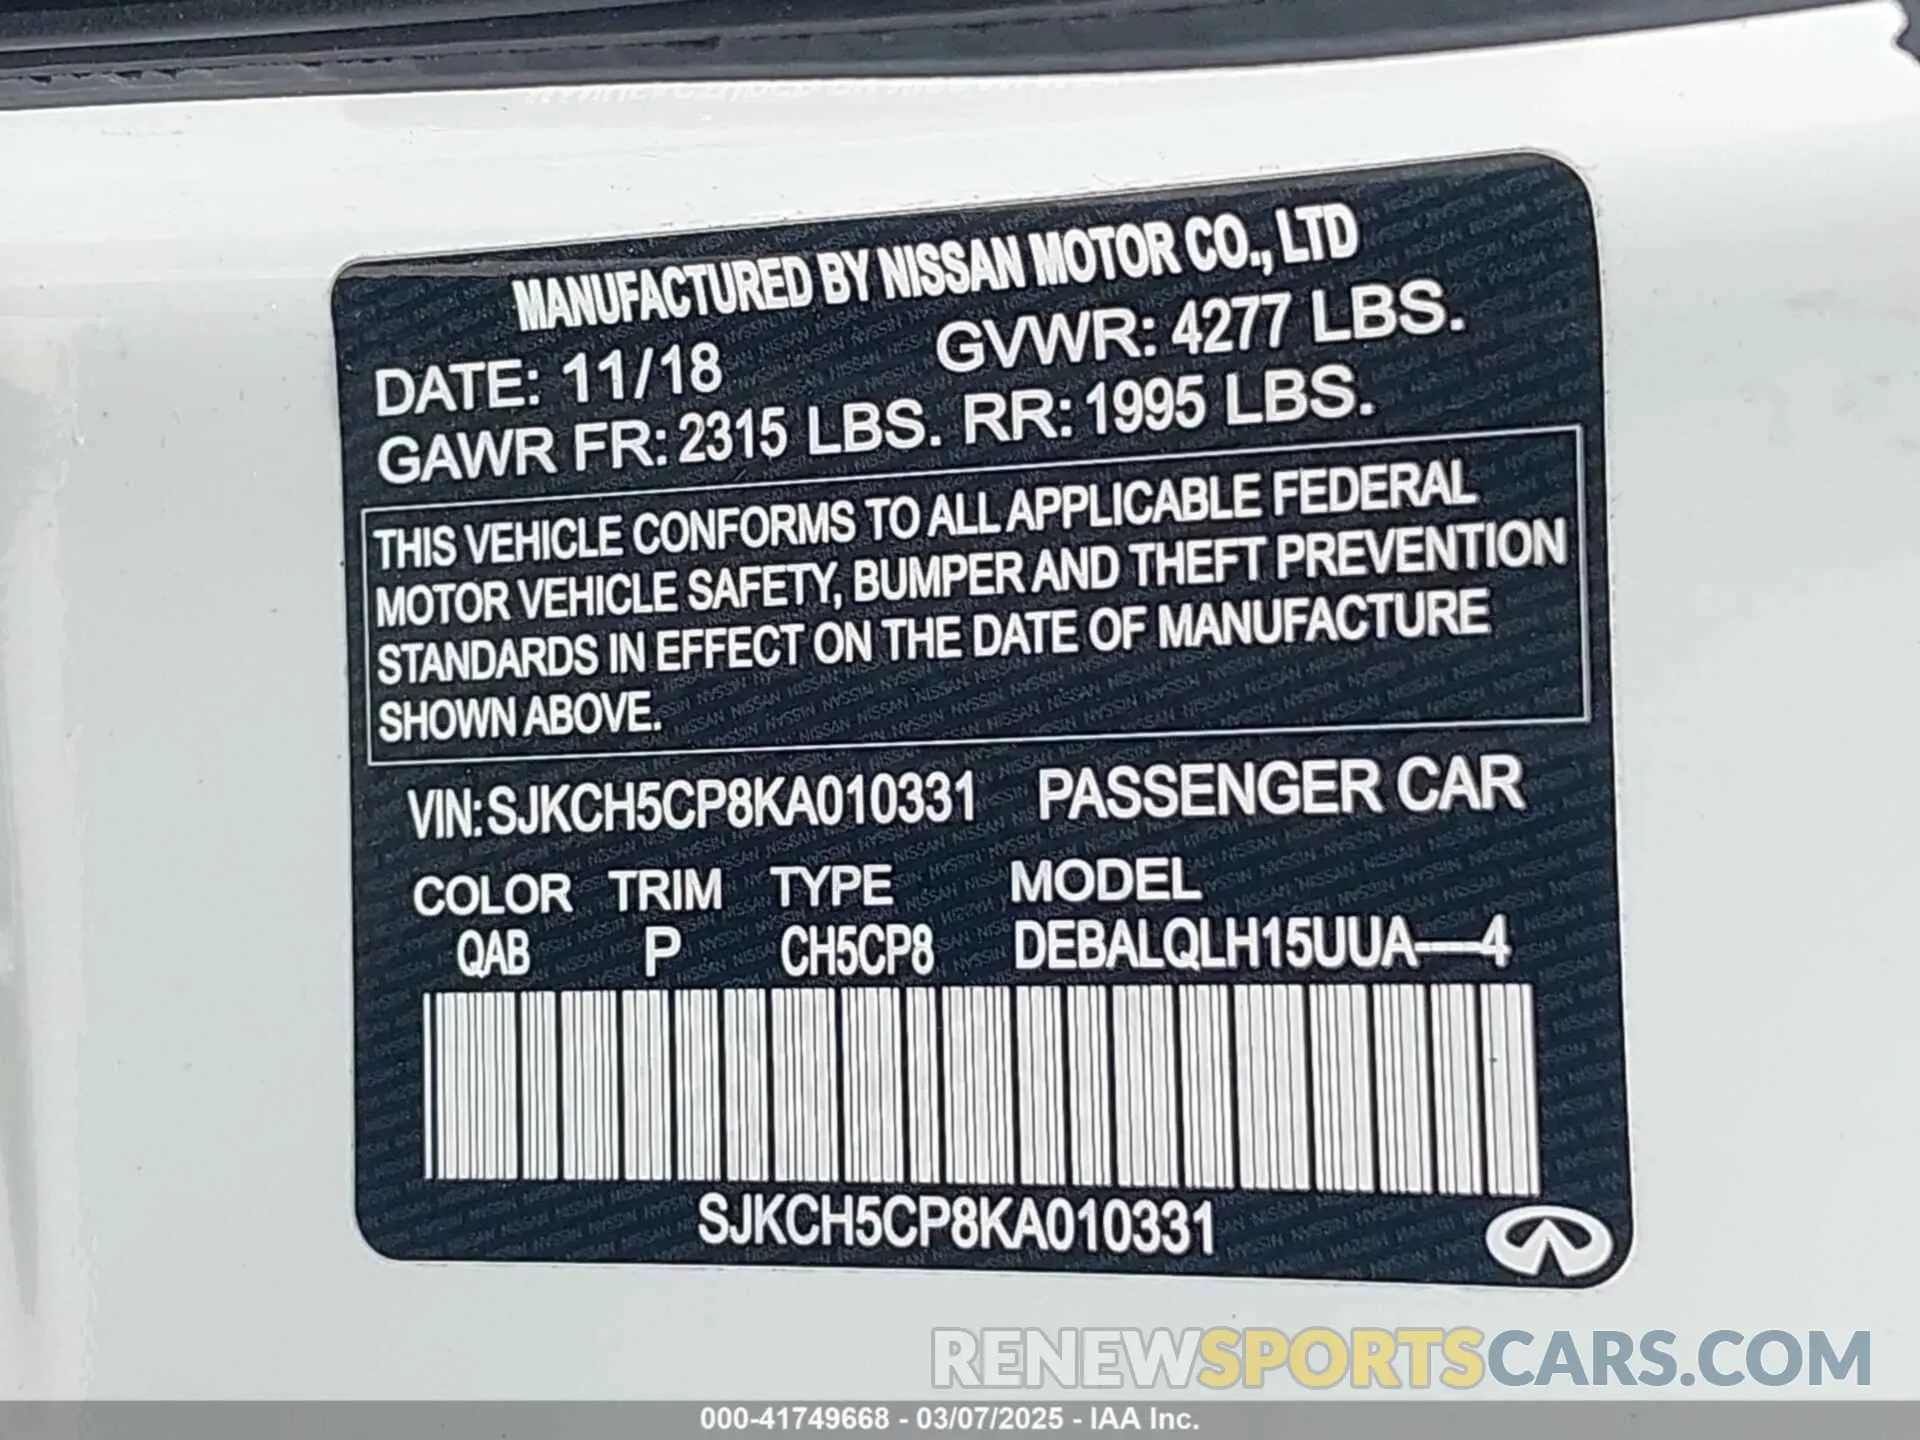 MANUFACTURED BY NISSAN MOTOR CO., LTD
DATE: 11/18 GVWR: 4277 LBS.
GAWR FR: 2315 LBS. RR: 1995 LBS.
THIS VEHICLE CONFORMS TO ALL APPLICABLE FEDERAL
MOTOR VEHICLE SAFETY, BUMPER AND THEFT PREVENTION
STANDARDS IN EFFECT ON THE DATE OF MANUFACTURE
SHOWN ABOVE.
VIN: SJKCH5CP8KA010331 PASSENGER CAR
COLOR TRIM TYPE MODEL
QAB P CH5CP8 DEBALQLH15UUA—4
SJKCH5CP8KA010331
RENEWSPORTSCARS.COM
000-41749668 - 03/07/2025 - IAA Inc.